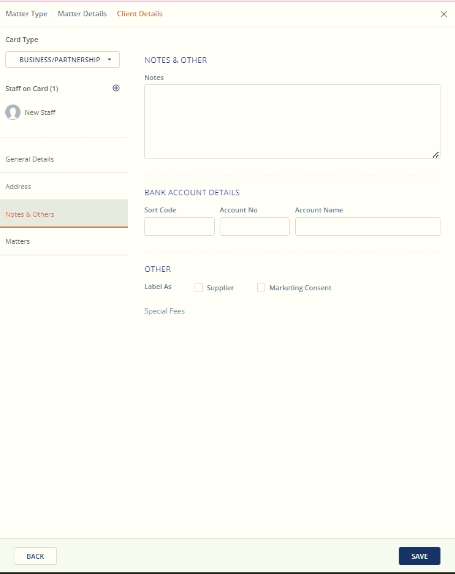 Matter Type Matter Details Client Details
Card Type
BUSINESS/PARTNERSHIP
Staff on Card (1)
New Staff
General Details
Address
Notes & Others
Matters
NOTES & OTHER
Notes
BANK ACCOUNT DETAILS
Sort Code Account No Account Name
OTHER
Label As Supplier Marketing Consent
Special Fees
BACK SAVE